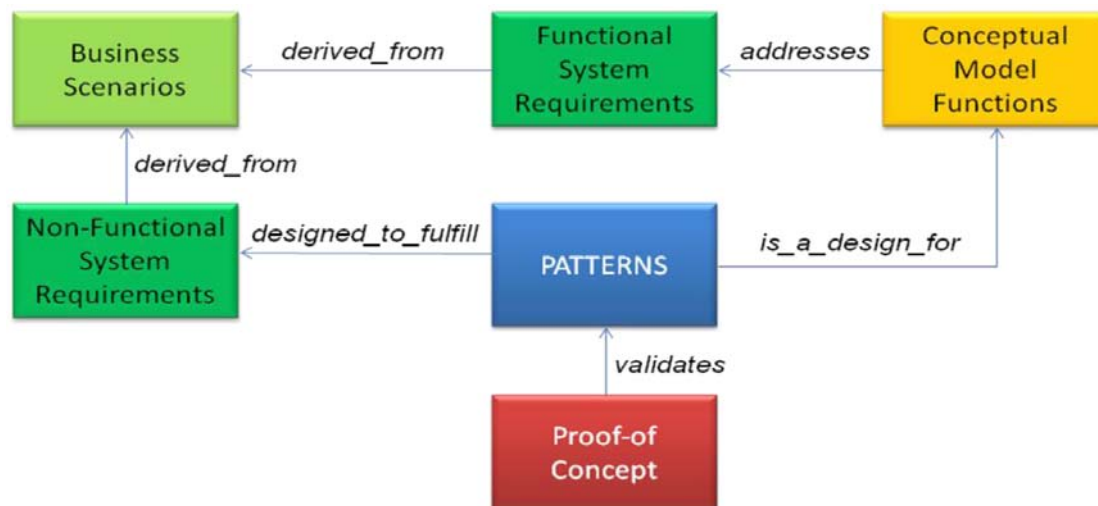 Business
Scenarios
derived_from
Functional
System
Requirements
addresses
Conceptual
Model
Functions
derived_from
Non-Functional
System
Requirements
designed_to_fulfill
PATTERNS
is_a_design_for
validates
Proof-of
Concept